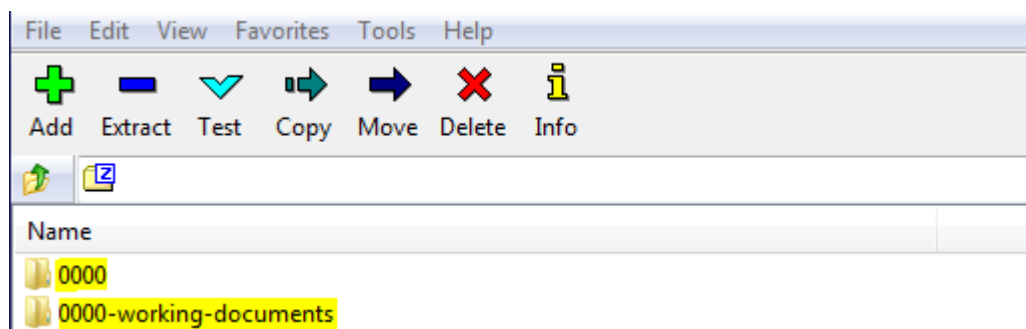 File Edit View Favorites Tools Help
Add Extract Test Copy Move Delete Info
Name
0000
0000-working-documents